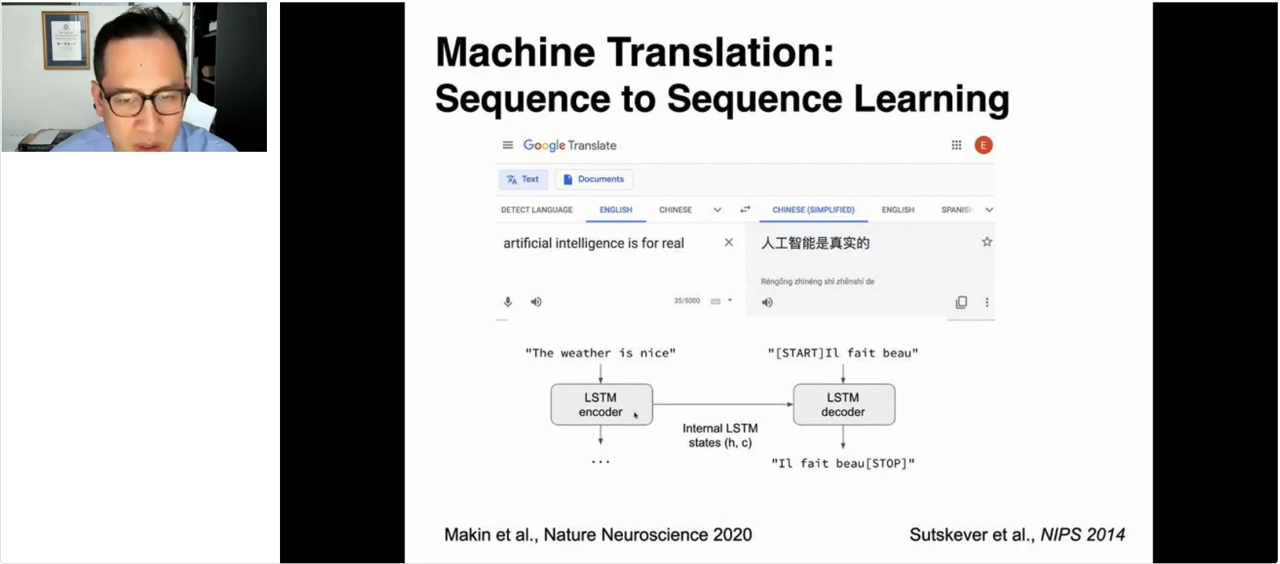 Machine Translation:
Sequence to Sequence Learning
Google Translate
E
Text
Documents
DETECT LANGUAGE
ENGLISH
CHINESE
CHINESE (SIMPLIFIED)
ENGLISH
SPANISH
artificial intelligence is for real
人工智能是真实的
Réngōng zhìnéng shì zhēnshí de
35/5000
"The weather is nice"
"[START]Il fait beau"
LSTM
encoder
LSTM
decoder
Internal LSTM
states (h, c)
...
"Il fait beau[STOP]"
Makin et al., Nature Neuroscience 2020
Sutskever et al., NIPS 2014